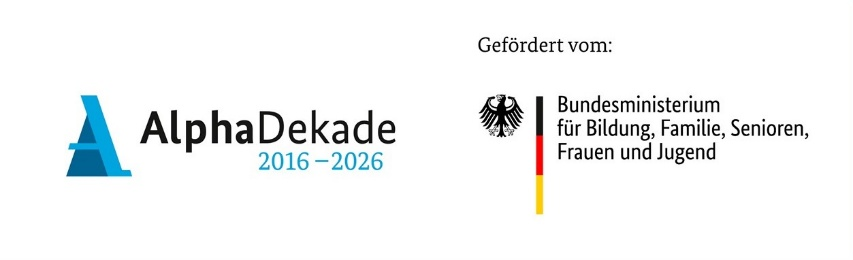 AlphaDekade
2016 – 2026
Gefördert vom:
Bundesministerium
für Bildung, Familie, Senioren,
Frauen und Jugend